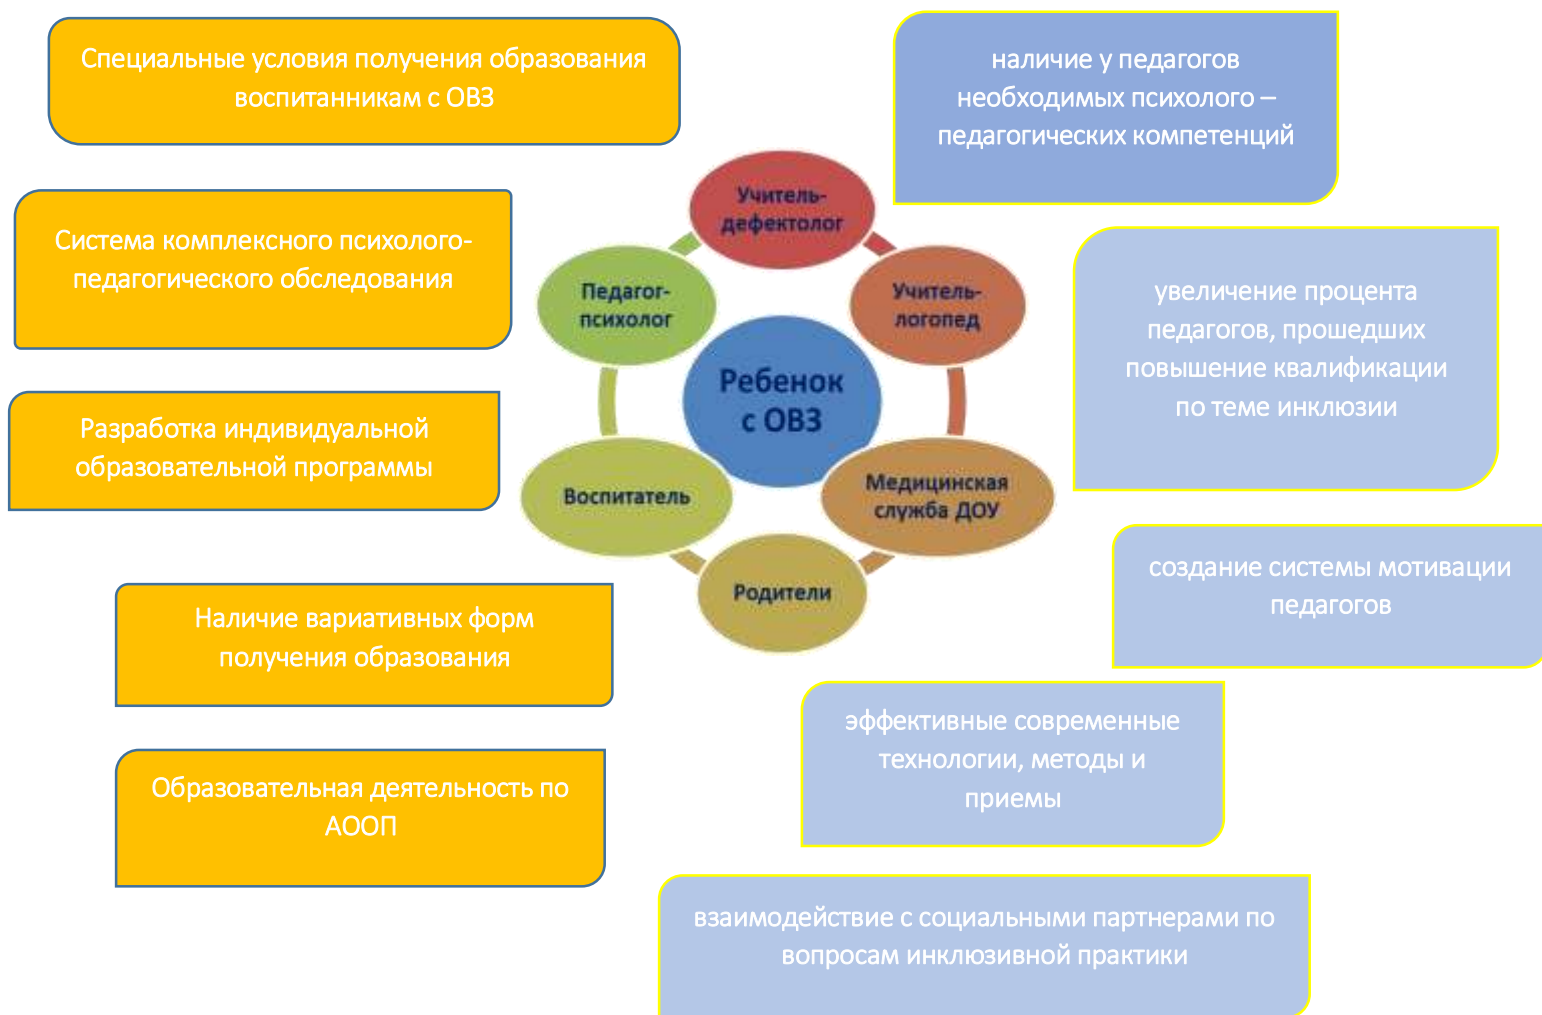 Специальные условия получения образования
воспитанникам с ОВЗ
Система комплексного психолого-
педагогического обследования
Разработка индивидуальной
образовательной программы
Наличие вариативных форм
получения образования
Образовательная деятельность по
АООП
Учитель-
дефектолог
Учитель-
логопед
Медицинская
служба ДОУ
Родители
Воспитатель
Педагог-
психолог
Ребенок
с ОВЗ
наличие у педагогов
необходимых психолого –
педагогических компетенций
увеличение процента
педагогов, прошедших
повышение квалификации
по теме инклюзии
создание системы мотивации
педагогов
эффективные современные
технологии, методы и
приемы
взаимодействие с социальными партнерами по
вопросам инклюзивной практики